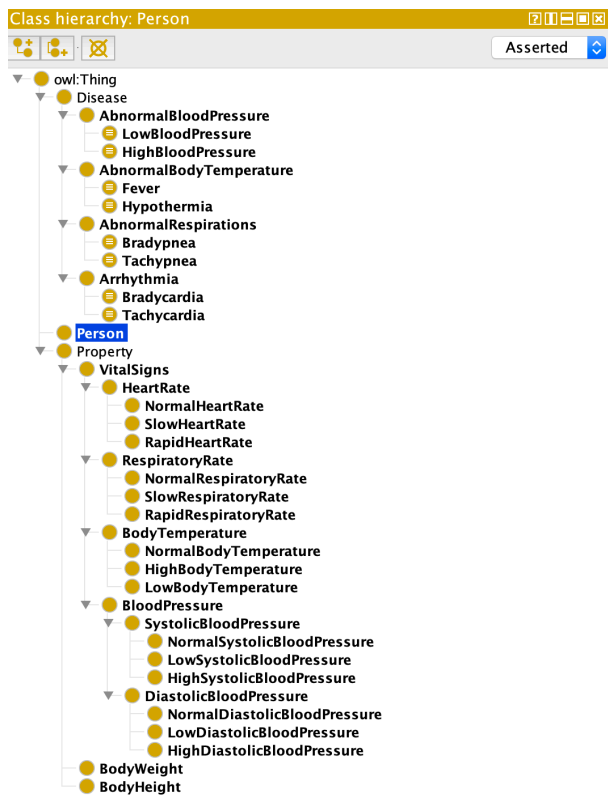 Class hierarchy: Person
Asserted
owl:Thing
Disease
AbnormalBloodPressure
LowBloodPressure
HighBloodPressure
AbnormalBodyTemperature
Fever
Hypothermia
AbnormalRespirations
Bradypnea
Tachypnea
Arrhythmia
Bradycardia
Tachycardia
Person
Property
VitalSigns
HeartRate
NormalHeartRate
SlowHeartRate
RapidHeartRate
RespiratoryRate
NormalRespiratoryRate
SlowRespiratoryRate
RapidRespiratoryRate
BodyTemperature
NormalBodyTemperature
HighBodyTemperature
LowBodyTemperature
BloodPressure
SystolicBloodPressure
NormalSystolicBloodPressure
LowSystolicBloodPressure
HighSystolicBloodPressure
DiastolicBloodPressure
NormalDiastolicBloodPressure
LowDiastolicBloodPressure
HighDiastolicBloodPressure
BodyWeight
BodyHeight